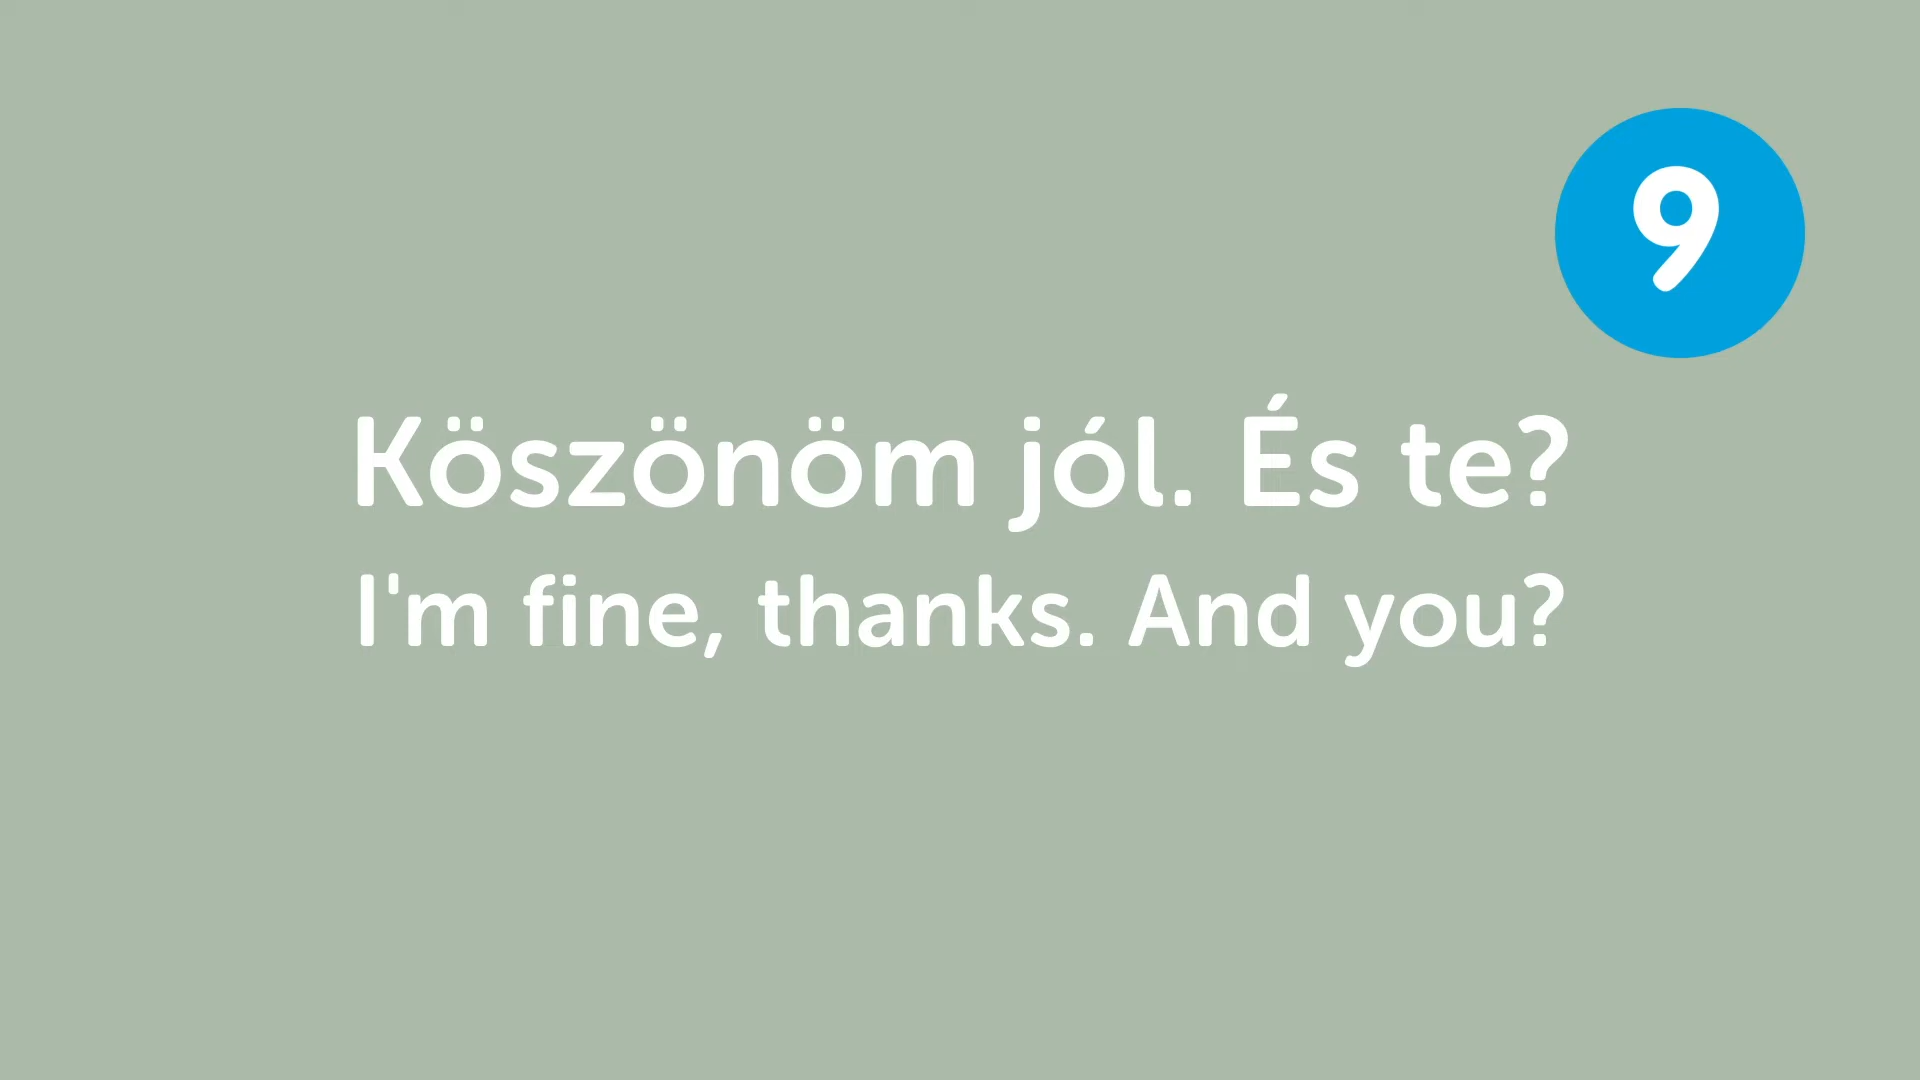 9
Köszönöm jól. És te?
I'm fine, thanks. And you?